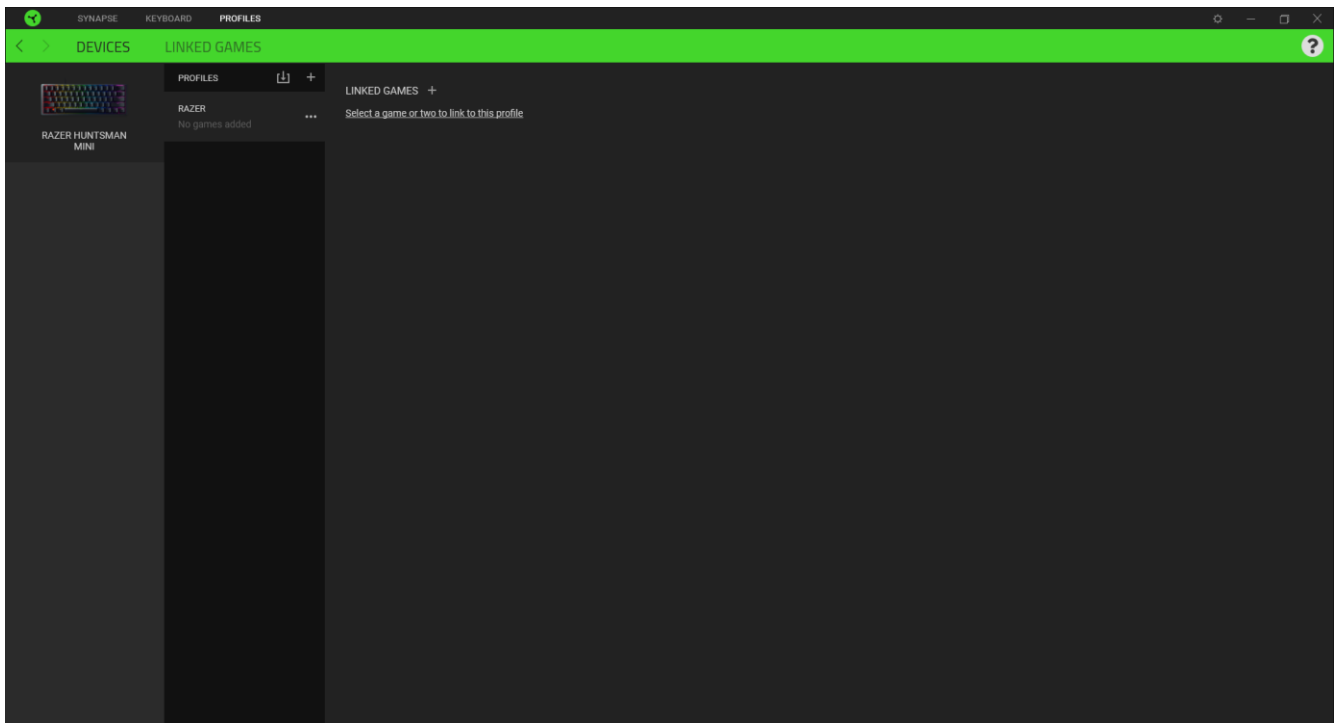 SYNAPSE KEYBOARD PROFILES
DEVICES LINKED GAMES ?
RAZER HUNTSMAN
MINI
PROFILES
RAZER
No games added
LINKED GAMES +
Select a game or two to link to this profile